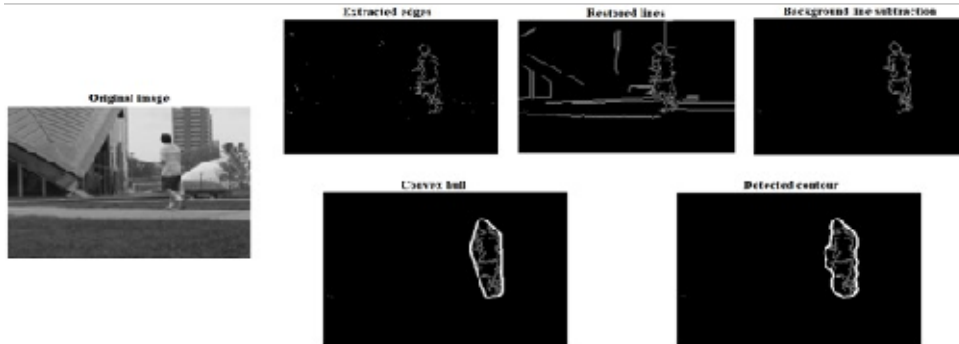 Extracted edges
Restored lines
Background line subtraction
Original image
Convex hull
Detected contour